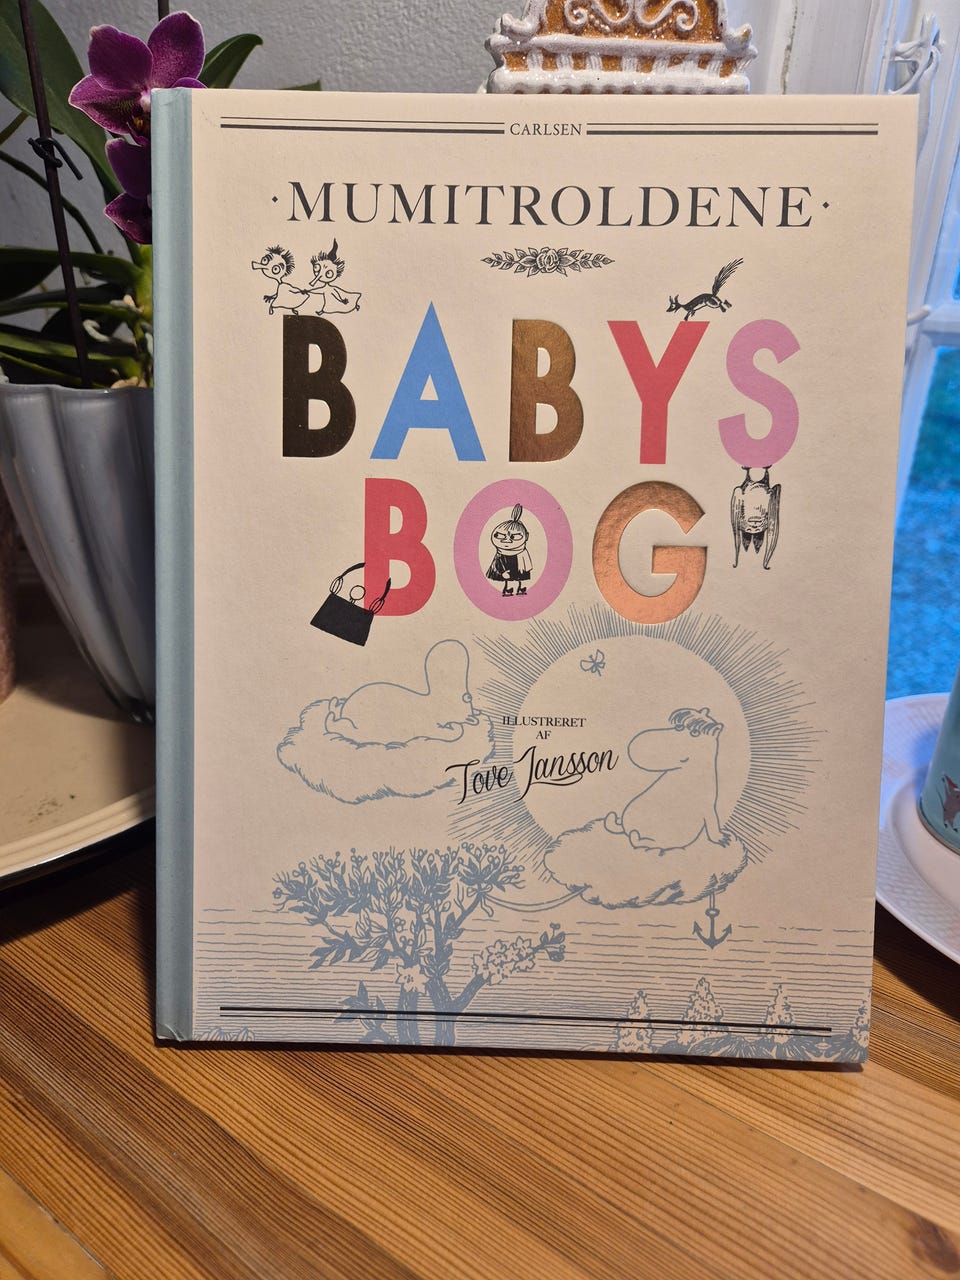 CARLSEN
·MUMITROLDENE·
BABYS
BOG
ILLUSTRERET
AF
Tove Jansson